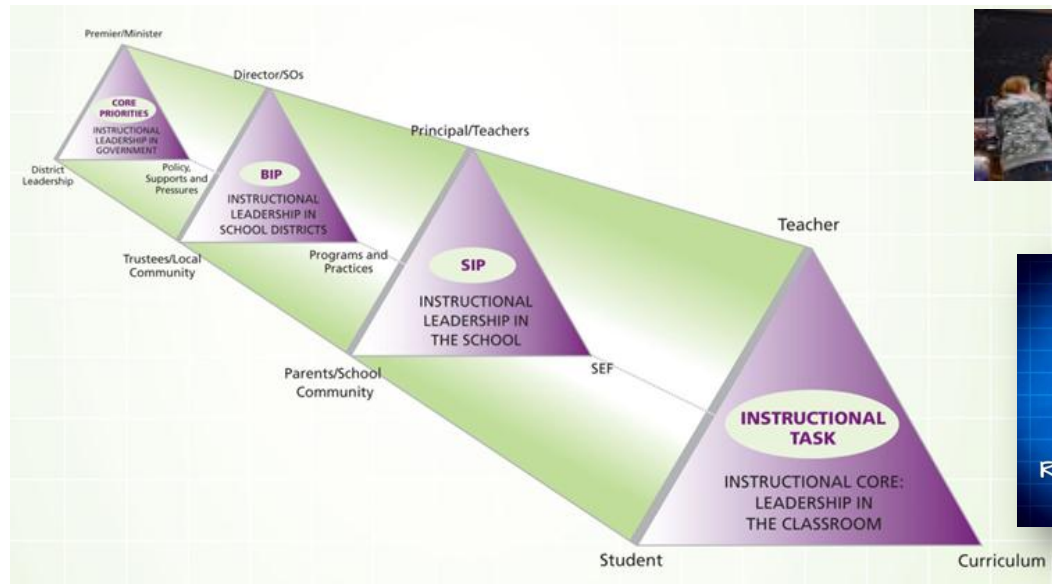 Premier/Minister
CORE
PRIORITIES
INSTRUCTIONAL
LEADERSHIP IN
GOVERNMENT
District
Leadership
Policy,
Supports and
Pressures
Director/SOs
BIP
INSTRUCTIONAL
LEADERSHIP IN
SCHOOL DISTRICTS
Trustees/Local
Community
Programs and
Practices
Principal/Teachers
SIP
INSTRUCTIONAL
LEADERSHIP IN
THE SCHOOL
Parents/School
Community
SEF
Teacher
INSTRUCTIONAL
TASK
INSTRUCTIONAL CORE:
LEADERSHIP IN
THE CLASSROOM
Student
Curriculum